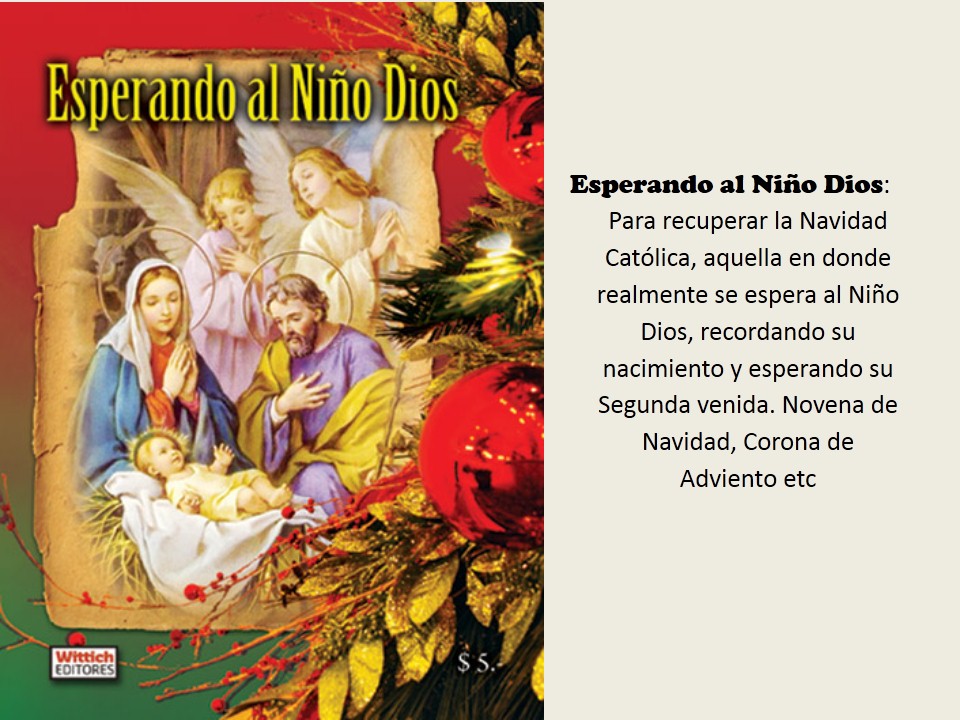 Esperando al Niño Dios
Wittich
EDITORES
$ 5.-
Esperando al Niño Dios:
Para recuperar la Navidad
Católica, aquella en donde
realmente se espera al Niño
Dios, recordando su
nacimiento y esperando su
Segunda venida. Novena de
Navidad, Corona de
Adviento etc